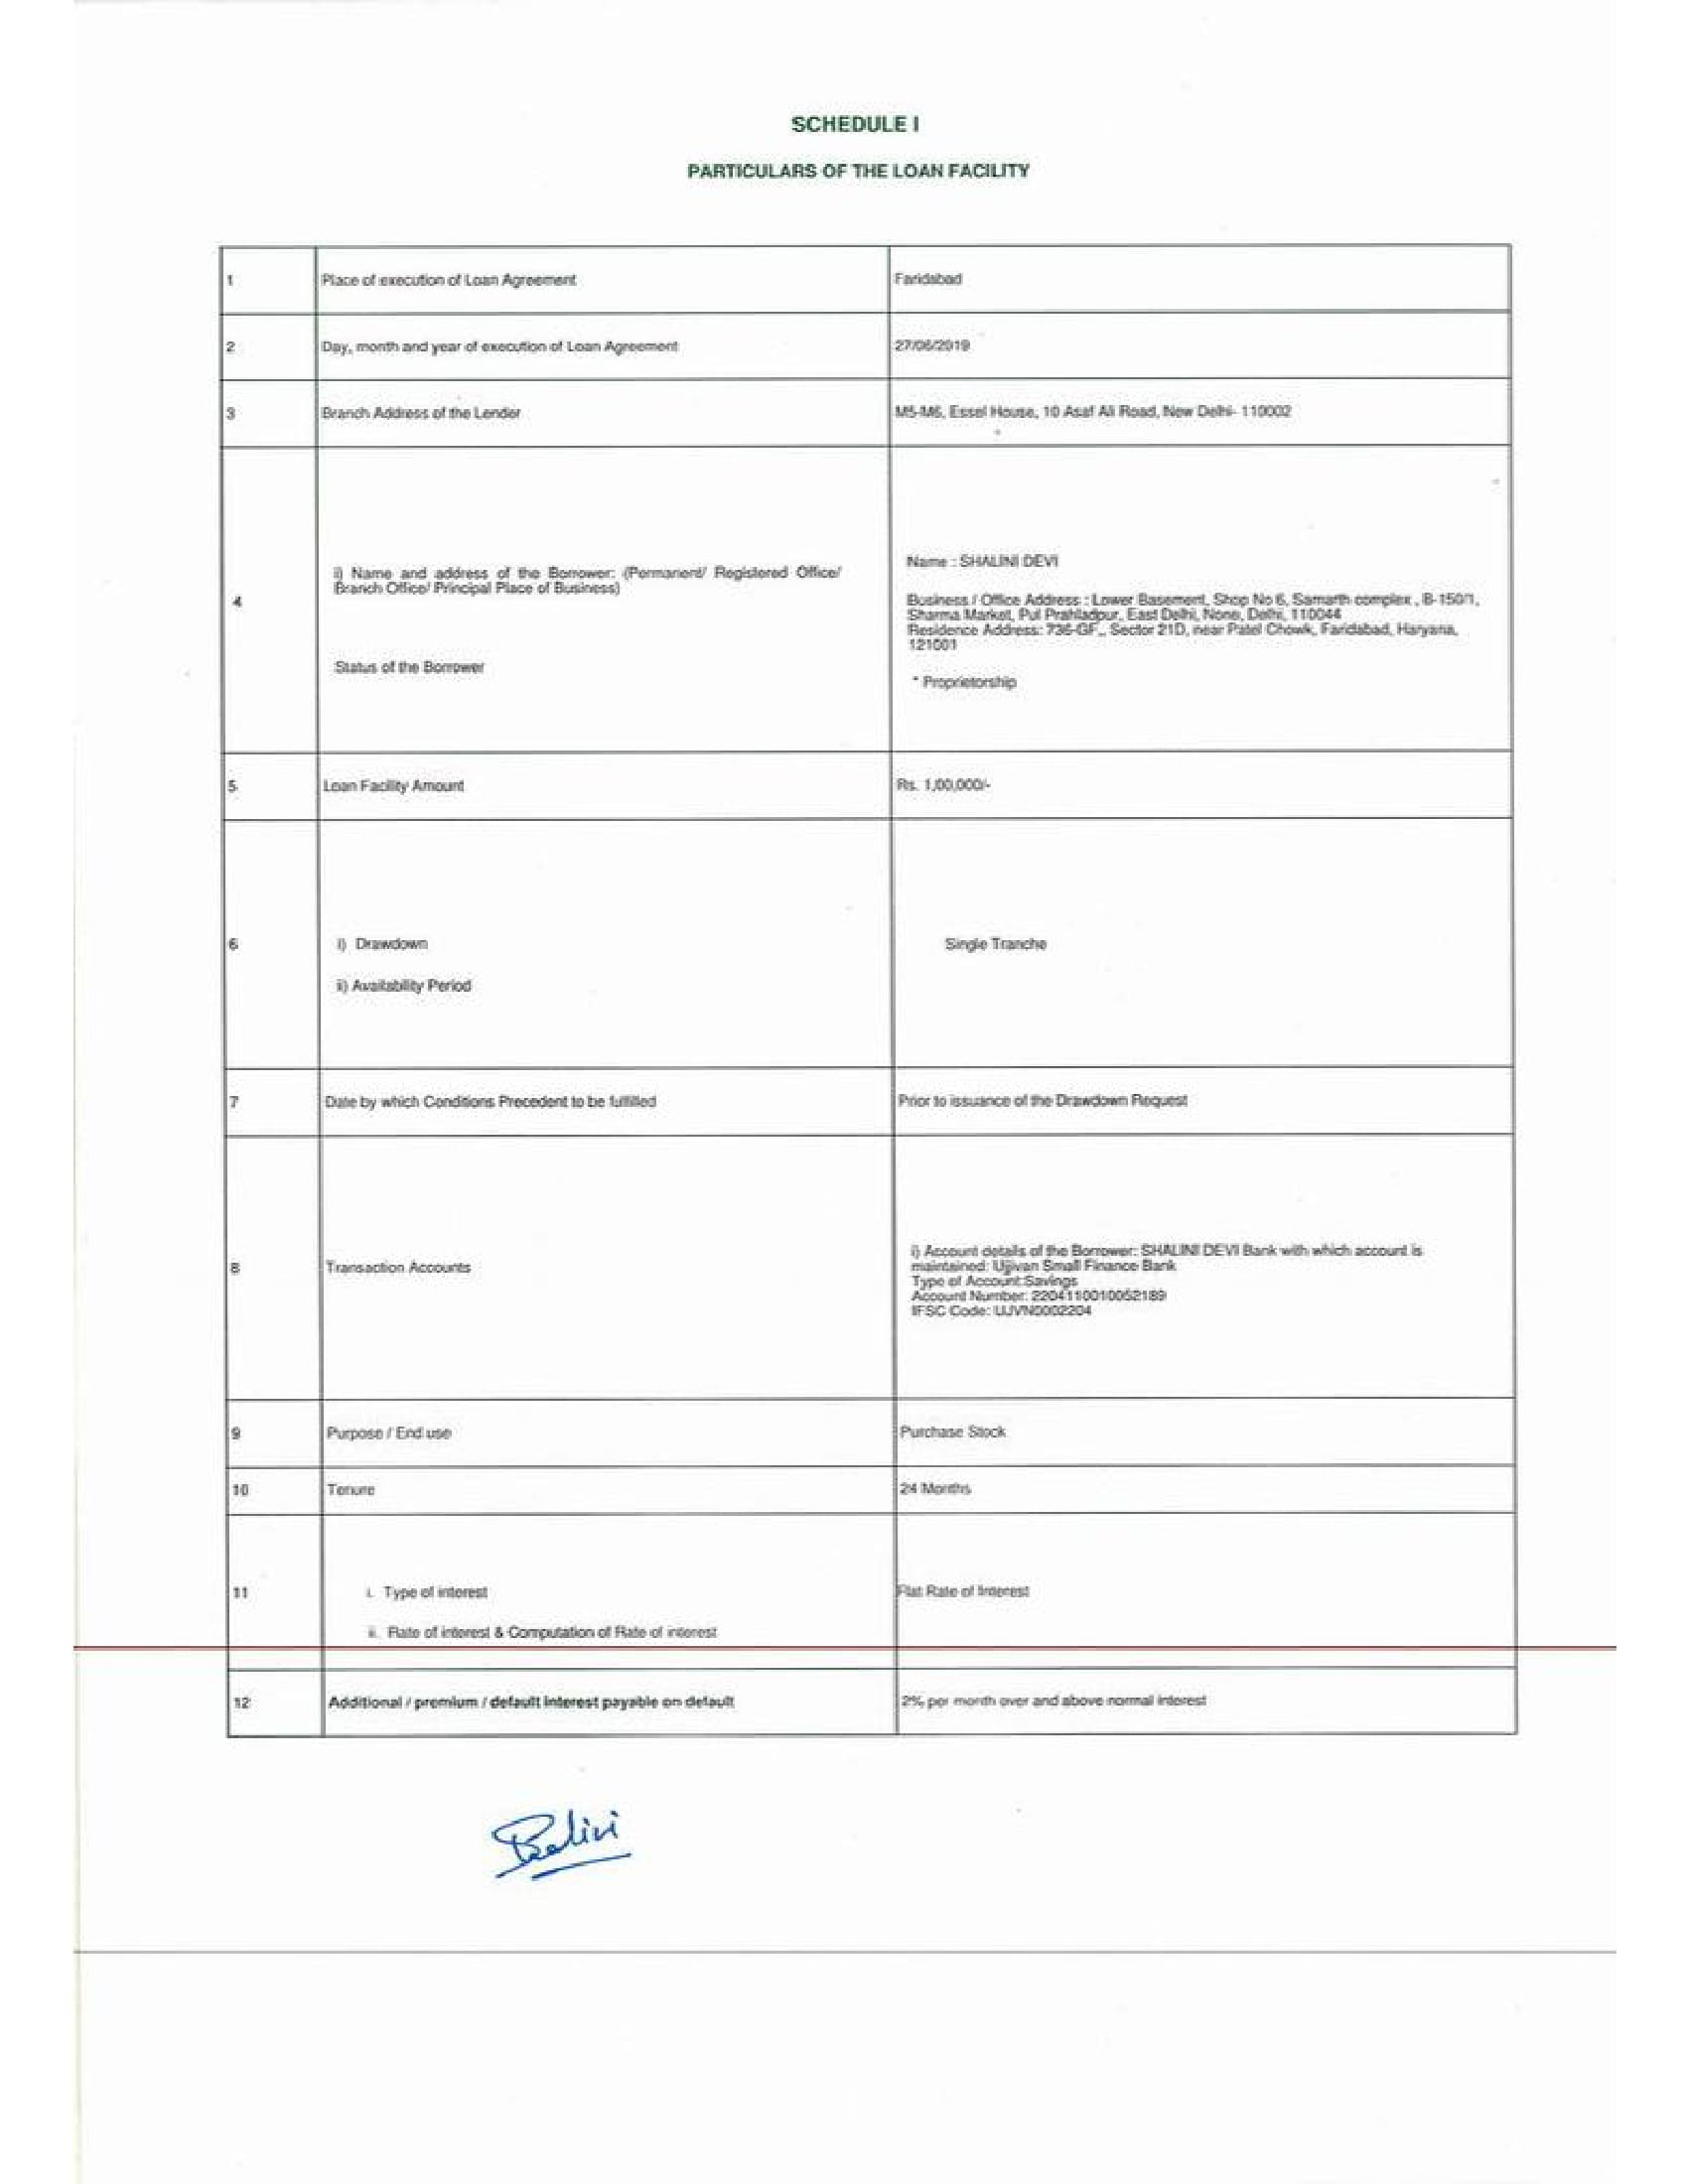 SCHEDULE I
PARTICULARS OF THE LOAN FACILITY
1 Place of execution of Loan Agreement Faridabad
2 Day, month and year of execution of Loan Agreement 27/06/2019
3 Branch Address of the Lender M5-M6, Essel House, 10 Asaf Ali Road, New Delhi- 110002
4
i) Name and address of the Borrower: (Permanent/ Registered Office/
Branch Office/ Principal Place of Business)
Status of the Borrower
Name : SHALINI DEVI
Business / Office Address : Lower Basement, Shop No 6, Samarth complex , B-150/1,
Sharma Market, Pul Prahladpur, East Delhi, None, Delhi, 110044
Residence Address: 736-GF,, Sector 21D, near Patel Chowk, Faridabad, Haryana,
121001
* Proprietorship
5 Loan Facility Amount Rs. 1,00,000/-
6 i) Drawdown Single Tranche
ii) Availability Period
7 Date by which Conditions Precedent to be fulfilled Prior to issuance of the Drawdown Request
8 Transaction Accounts
i) Account details of the Borrower: SHALINI DEVI Bank with which account is
maintained: Ujjivan Small Finance Bank
Type of Account:Savings
Account Number: 2204110010052189
IFSC Code: UJVN0002204
9 Purpose / End use Purchase Stock
10 Tenure 24 Months
11 i. Type of interest Flat Rate of Interest
ii. Rate of interest & Computation of Rate of interest
12 Additional / premium / default interest payable on default 2% per month over and above normal interest